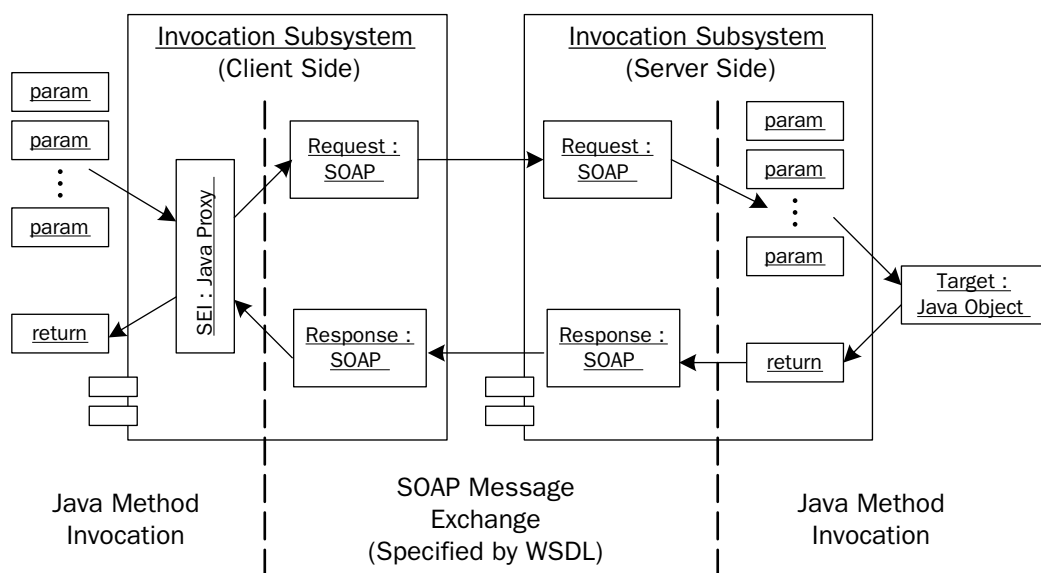 Invocation Subsystem
(Client Side)
param
param
param
return
SEI : Java Proxy
Request :
SOAP
Response :
SOAP
Invocation Subsystem
(Server Side)
Request :
SOAP
Response :
SOAP
param
param
param
return
Target :
Java Object
Java Method
Invocation
SOAP Message
Exchange
(Specified by WSDL)
Java Method
Invocation